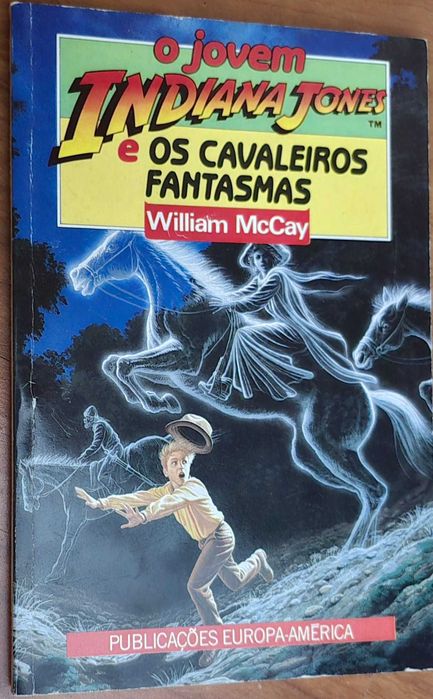 o jovem
INDIANA JONES
TM
e OS CAVALEIROS
FANTASMAS
William McCay
PUBLICAÇÕES EUROPA-AMÉRICA